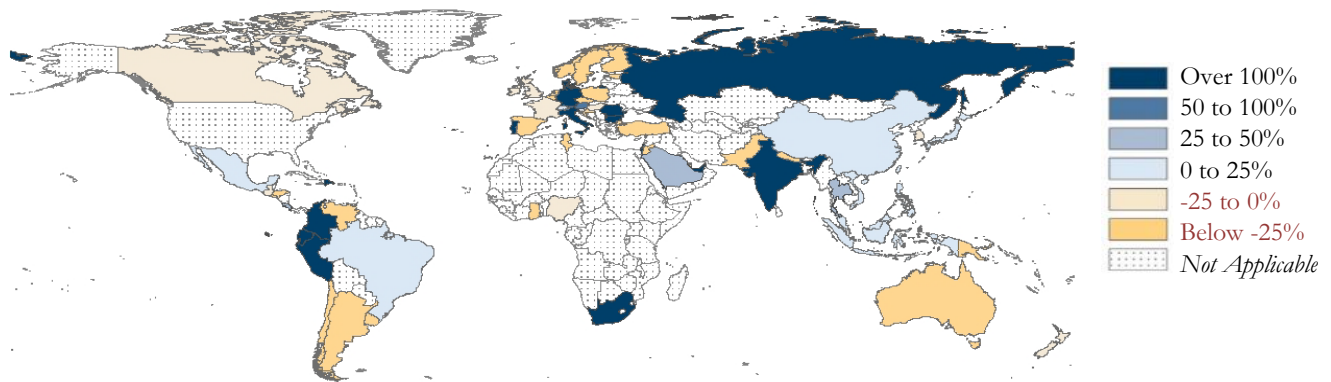 Over 100%
50 to 100%
25 to 50%
0 to 25%
-25 to 0%
Below -25%
Not Applicable